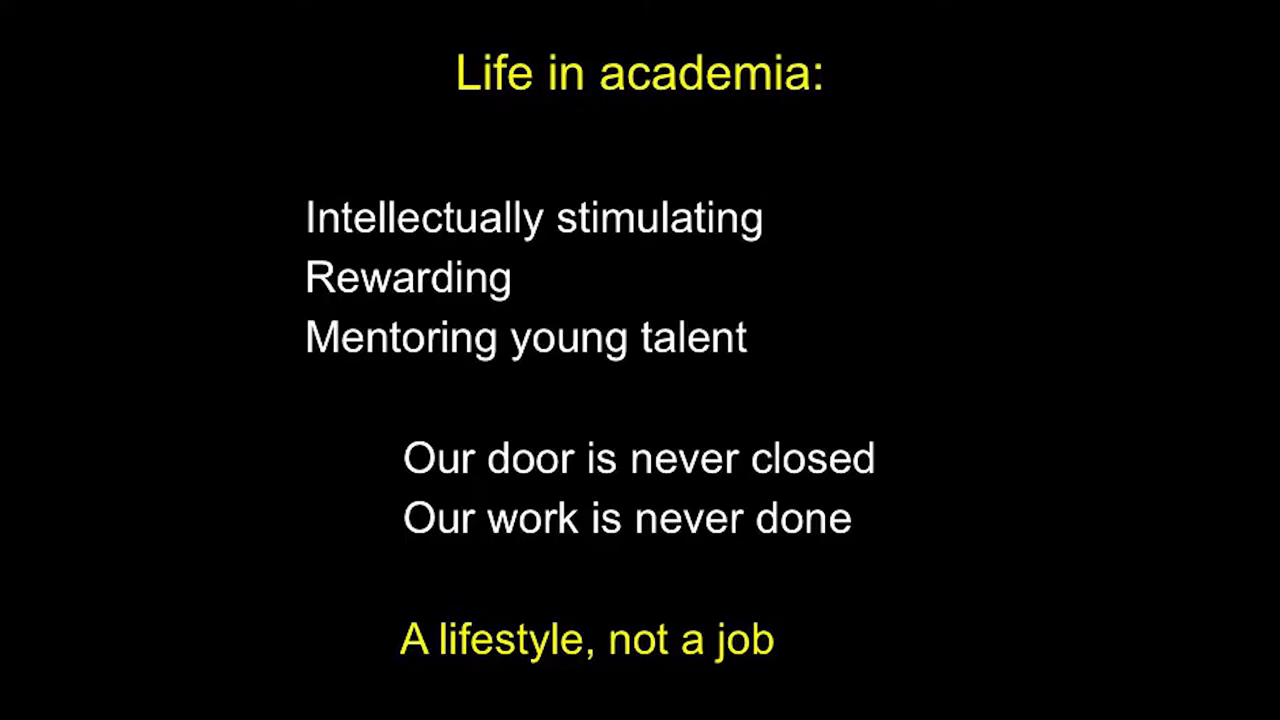 Life in academia:
Intellectually stimulating
Rewarding
Mentoring young talent
Our door is never closed
Our work is never done
A lifestyle, not a job